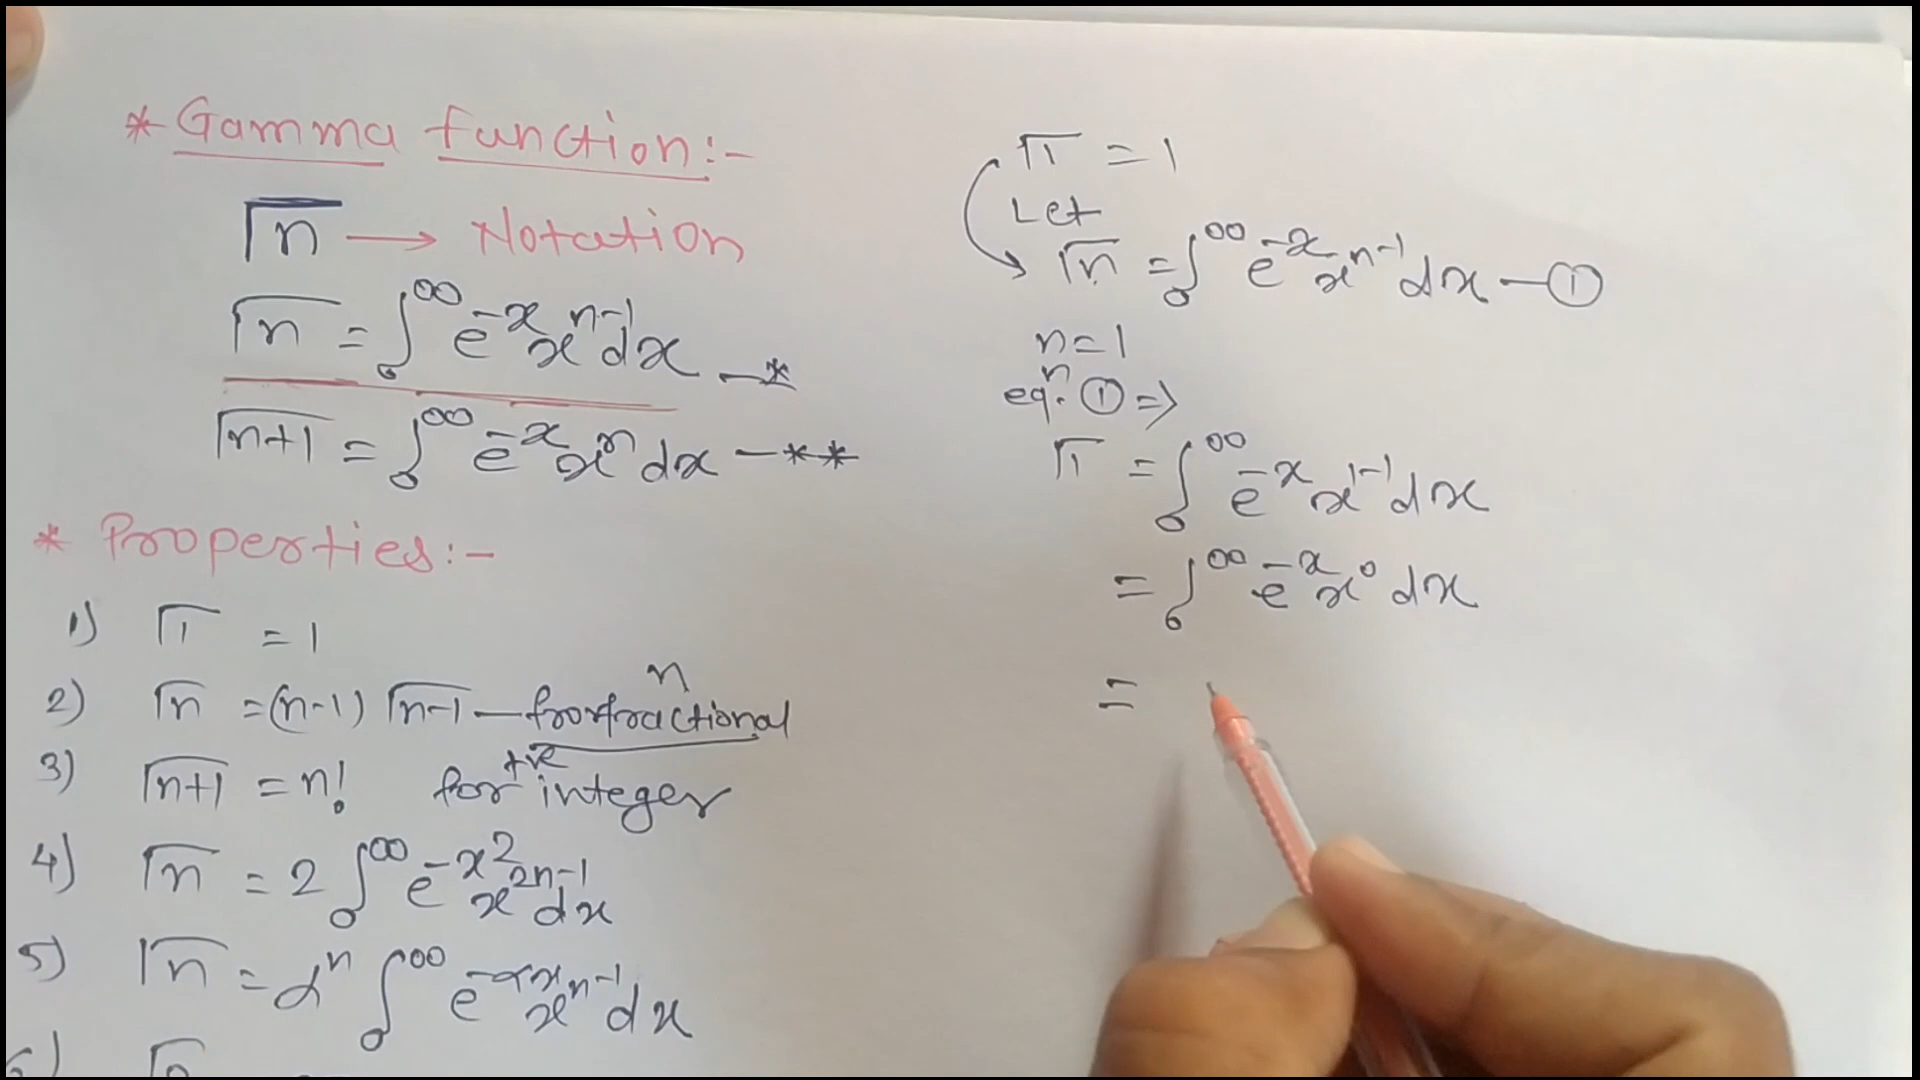 * Gamma function:-
Γn → Notation
Γn = ∫₀^∞ e^-x x^n-1 dx —*
Γn+1 = ∫₀^∞ e^-x x^n dx —**
* Properties:-
1) Γ1 = 1
2) Γn = (n-1) Γn-1 — for n fractional
3) Γn+1 = n! for +ve integer
4) Γn = 2 ∫₀^∞ e^-x² x^2n-1 dx
5) Γn = α^n ∫₀^∞ e^-αx x^n-1 dx
Γ1 = 1
Let
Γn = ∫₀^∞ e^-x x^n-1 dx — ①
n=1
eqn. ① =>
Γ1 = ∫₀^∞ e^-x x^1-1 dx
= ∫₀^∞ e^-x x^0 dx
=